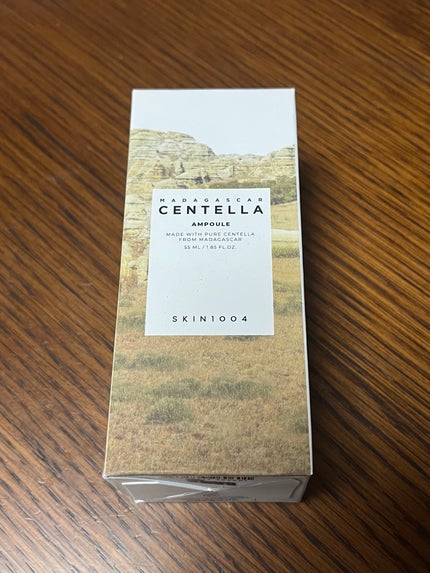 MADAGASCAR
CENTELLA
AMPOULE
MADE WITH PURE CENTELLA
FROM MADAGASCAR
55 ML / 1.85 FL.OZ.
SKIN1004